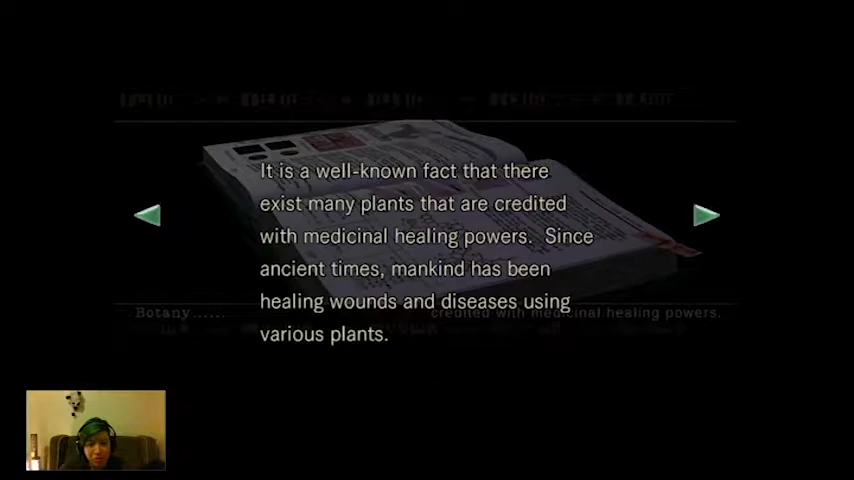 It is a well-known fact that there
exist many plants that are credited
with medicinal healing powers.  Since
ancient times, mankind has been
healing wounds and diseases using
various plants.
Botany......
credited with medicinal healing powers.